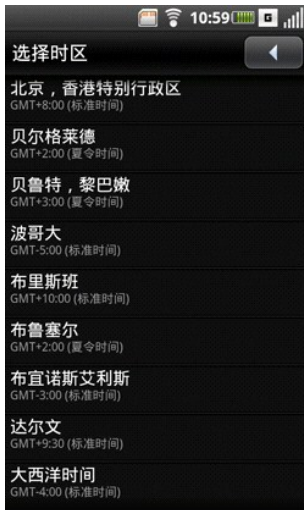 10:59 G
选择时区
北京，香港特别行政区
GMT+8:00 (标准时间)
贝尔格莱德
GMT+2:00 (夏令时间)
贝鲁特，黎巴嫩
GMT+3:00 (夏令时间)
波哥大
GMT-5:00 (标准时间)
布里斯班
GMT+10:00 (标准时间)
布鲁塞尔
GMT+2:00 (夏令时间)
布宜诺斯艾利斯
GMT-3:00 (标准时间)
达尔文
GMT+9:30 (标准时间)
大西洋时间
GMT-4:00 (标准时间)